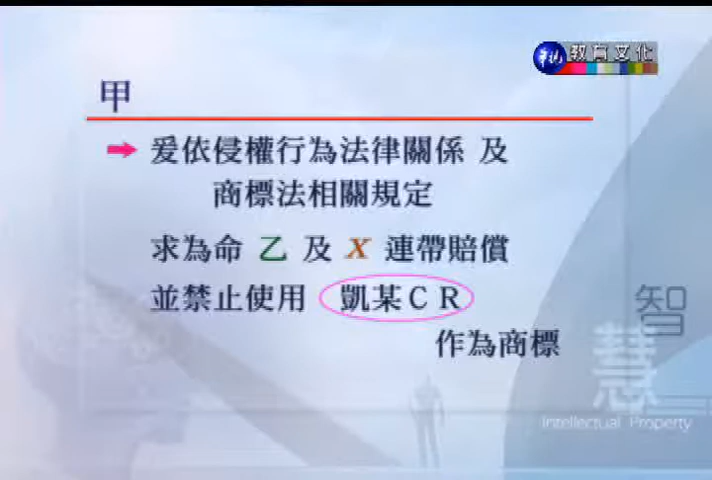 華視 教育文化
甲
爰依侵權行為法律關係 及
商標法相關規定
求為命 乙 及 X 連帶賠償
並禁止使用 凱某CR
作為商標
智
慧
Intellectual Property